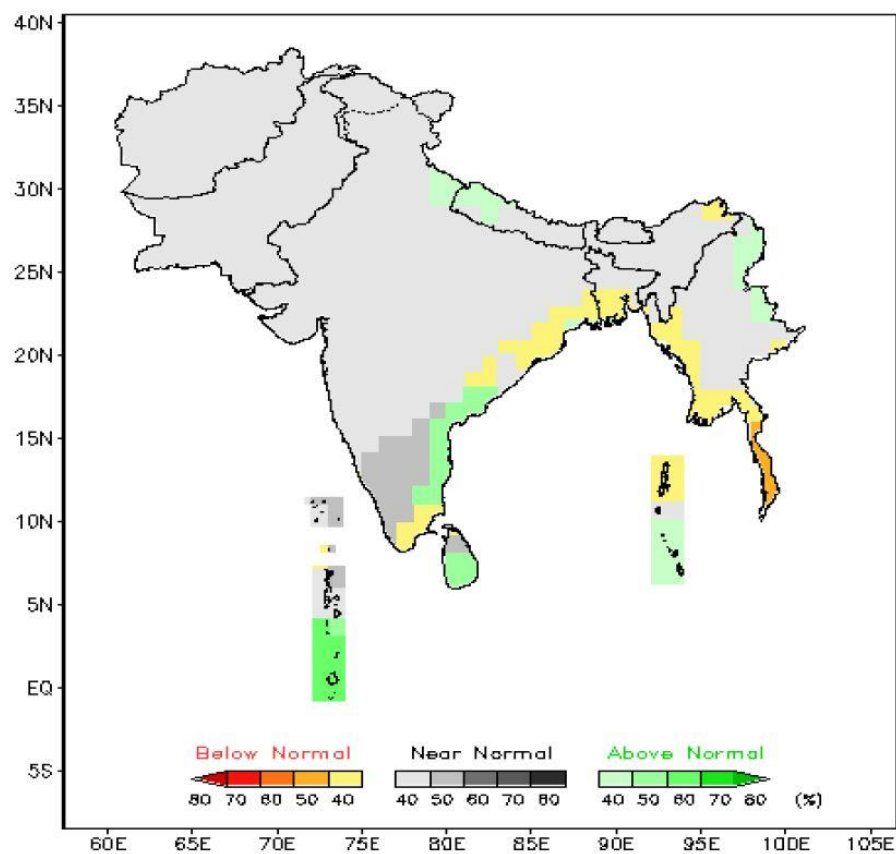 40N
35N
30N
25N
20N
15N
10N
5N
EQ
5S
Below Normal Near Normal Above Normal
80 70 60 50 40 40 50 60 70 80 40 50 60 70 80 (%)
60E 65E 70E 75E 80E 85E 90E 95E 100E 105E